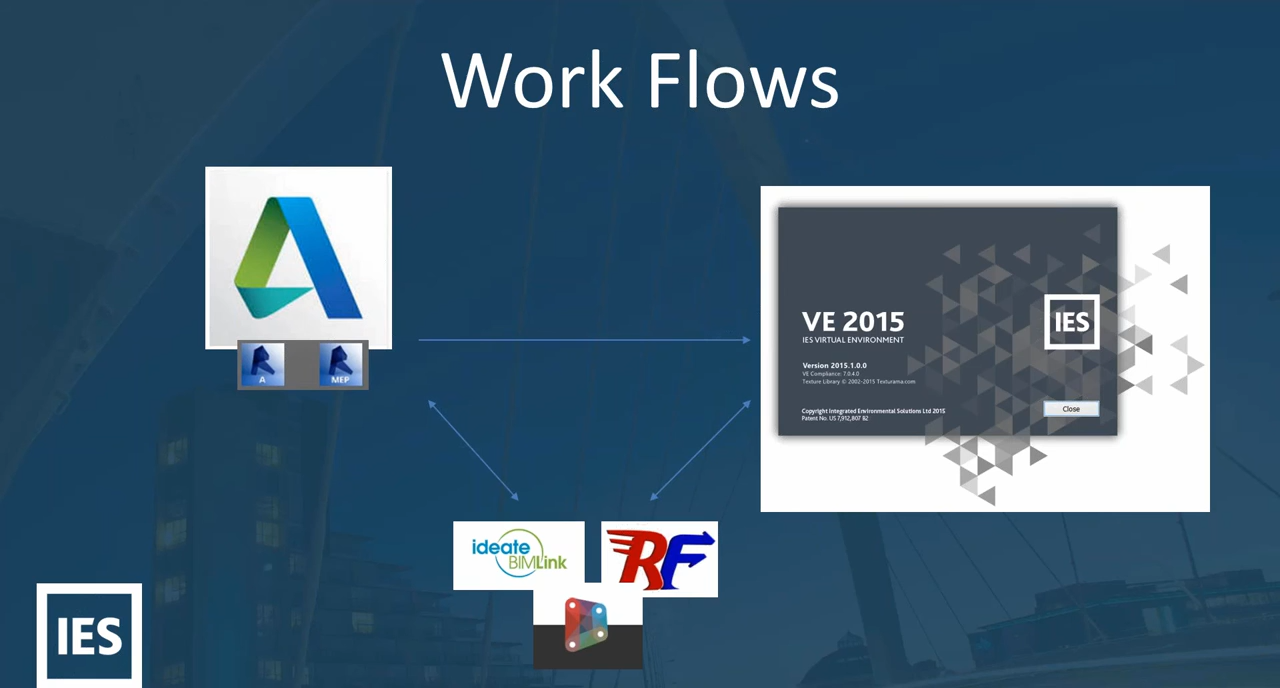 Work Flows
A
MEP
VE 2015
IES VIRTUAL ENVIRONMENT
IES
Version 2015.1.0.0
VE Compliance: 7.0.4.0
Texture Library © 2002-2015 Texturama.com
Close
Copyright Integrated Environmental Solutions Ltd 2015
Patent No. US 7,912,807 B2
ideate
BIMLink
RF
IES